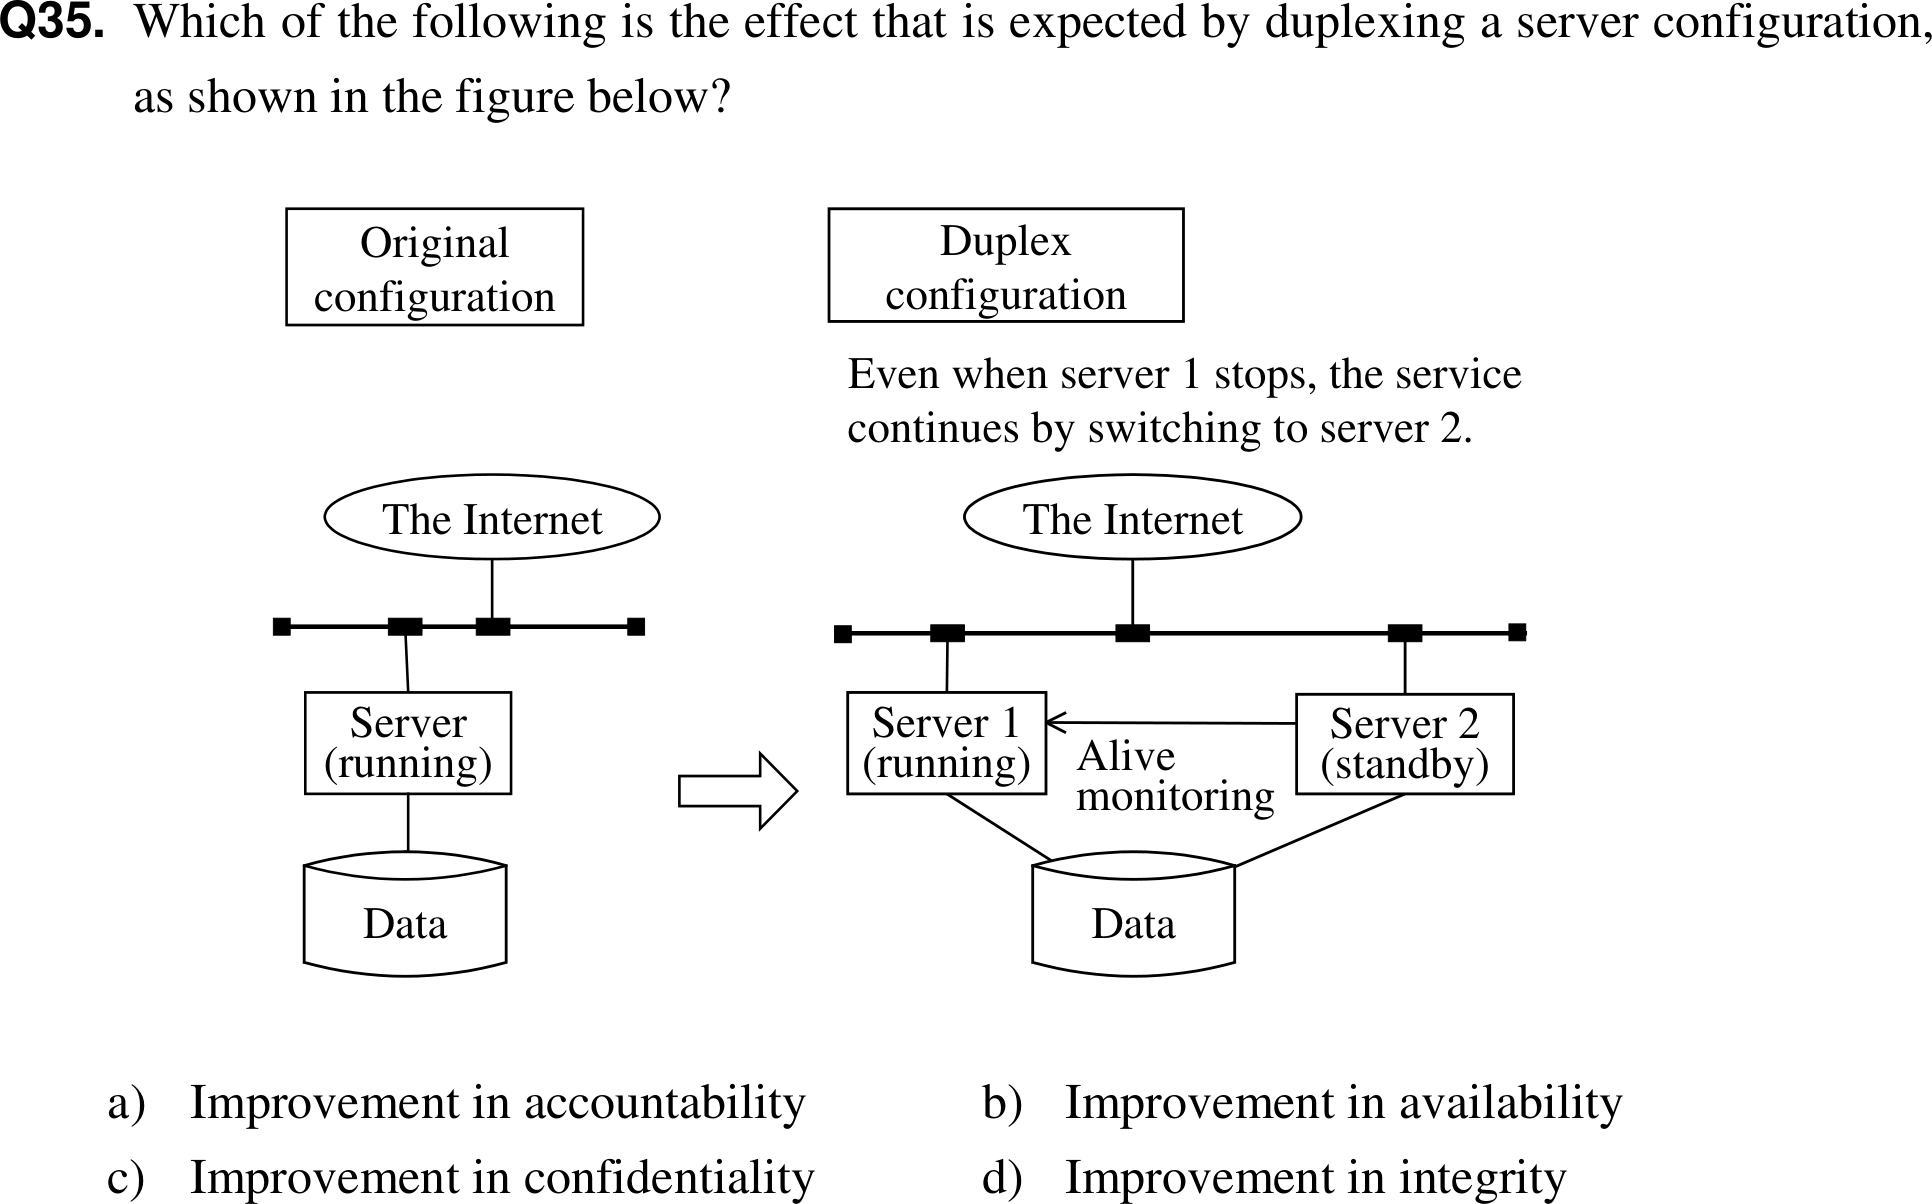 Q35. Which of the following is the effect that is expected by duplexing a server configuration,
as shown in the figure below?
Original
configuration
Duplex
configuration
Even when server 1 stops, the service
continues by switching to server 2.
The Internet
The Internet
Server
(running)
Server 1
(running)
Alive
monitoring
Server 2
(standby)
Data
Data
a) Improvement in accountability
b) Improvement in availability
c) Improvement in confidentiality
d) Improvement in integrity